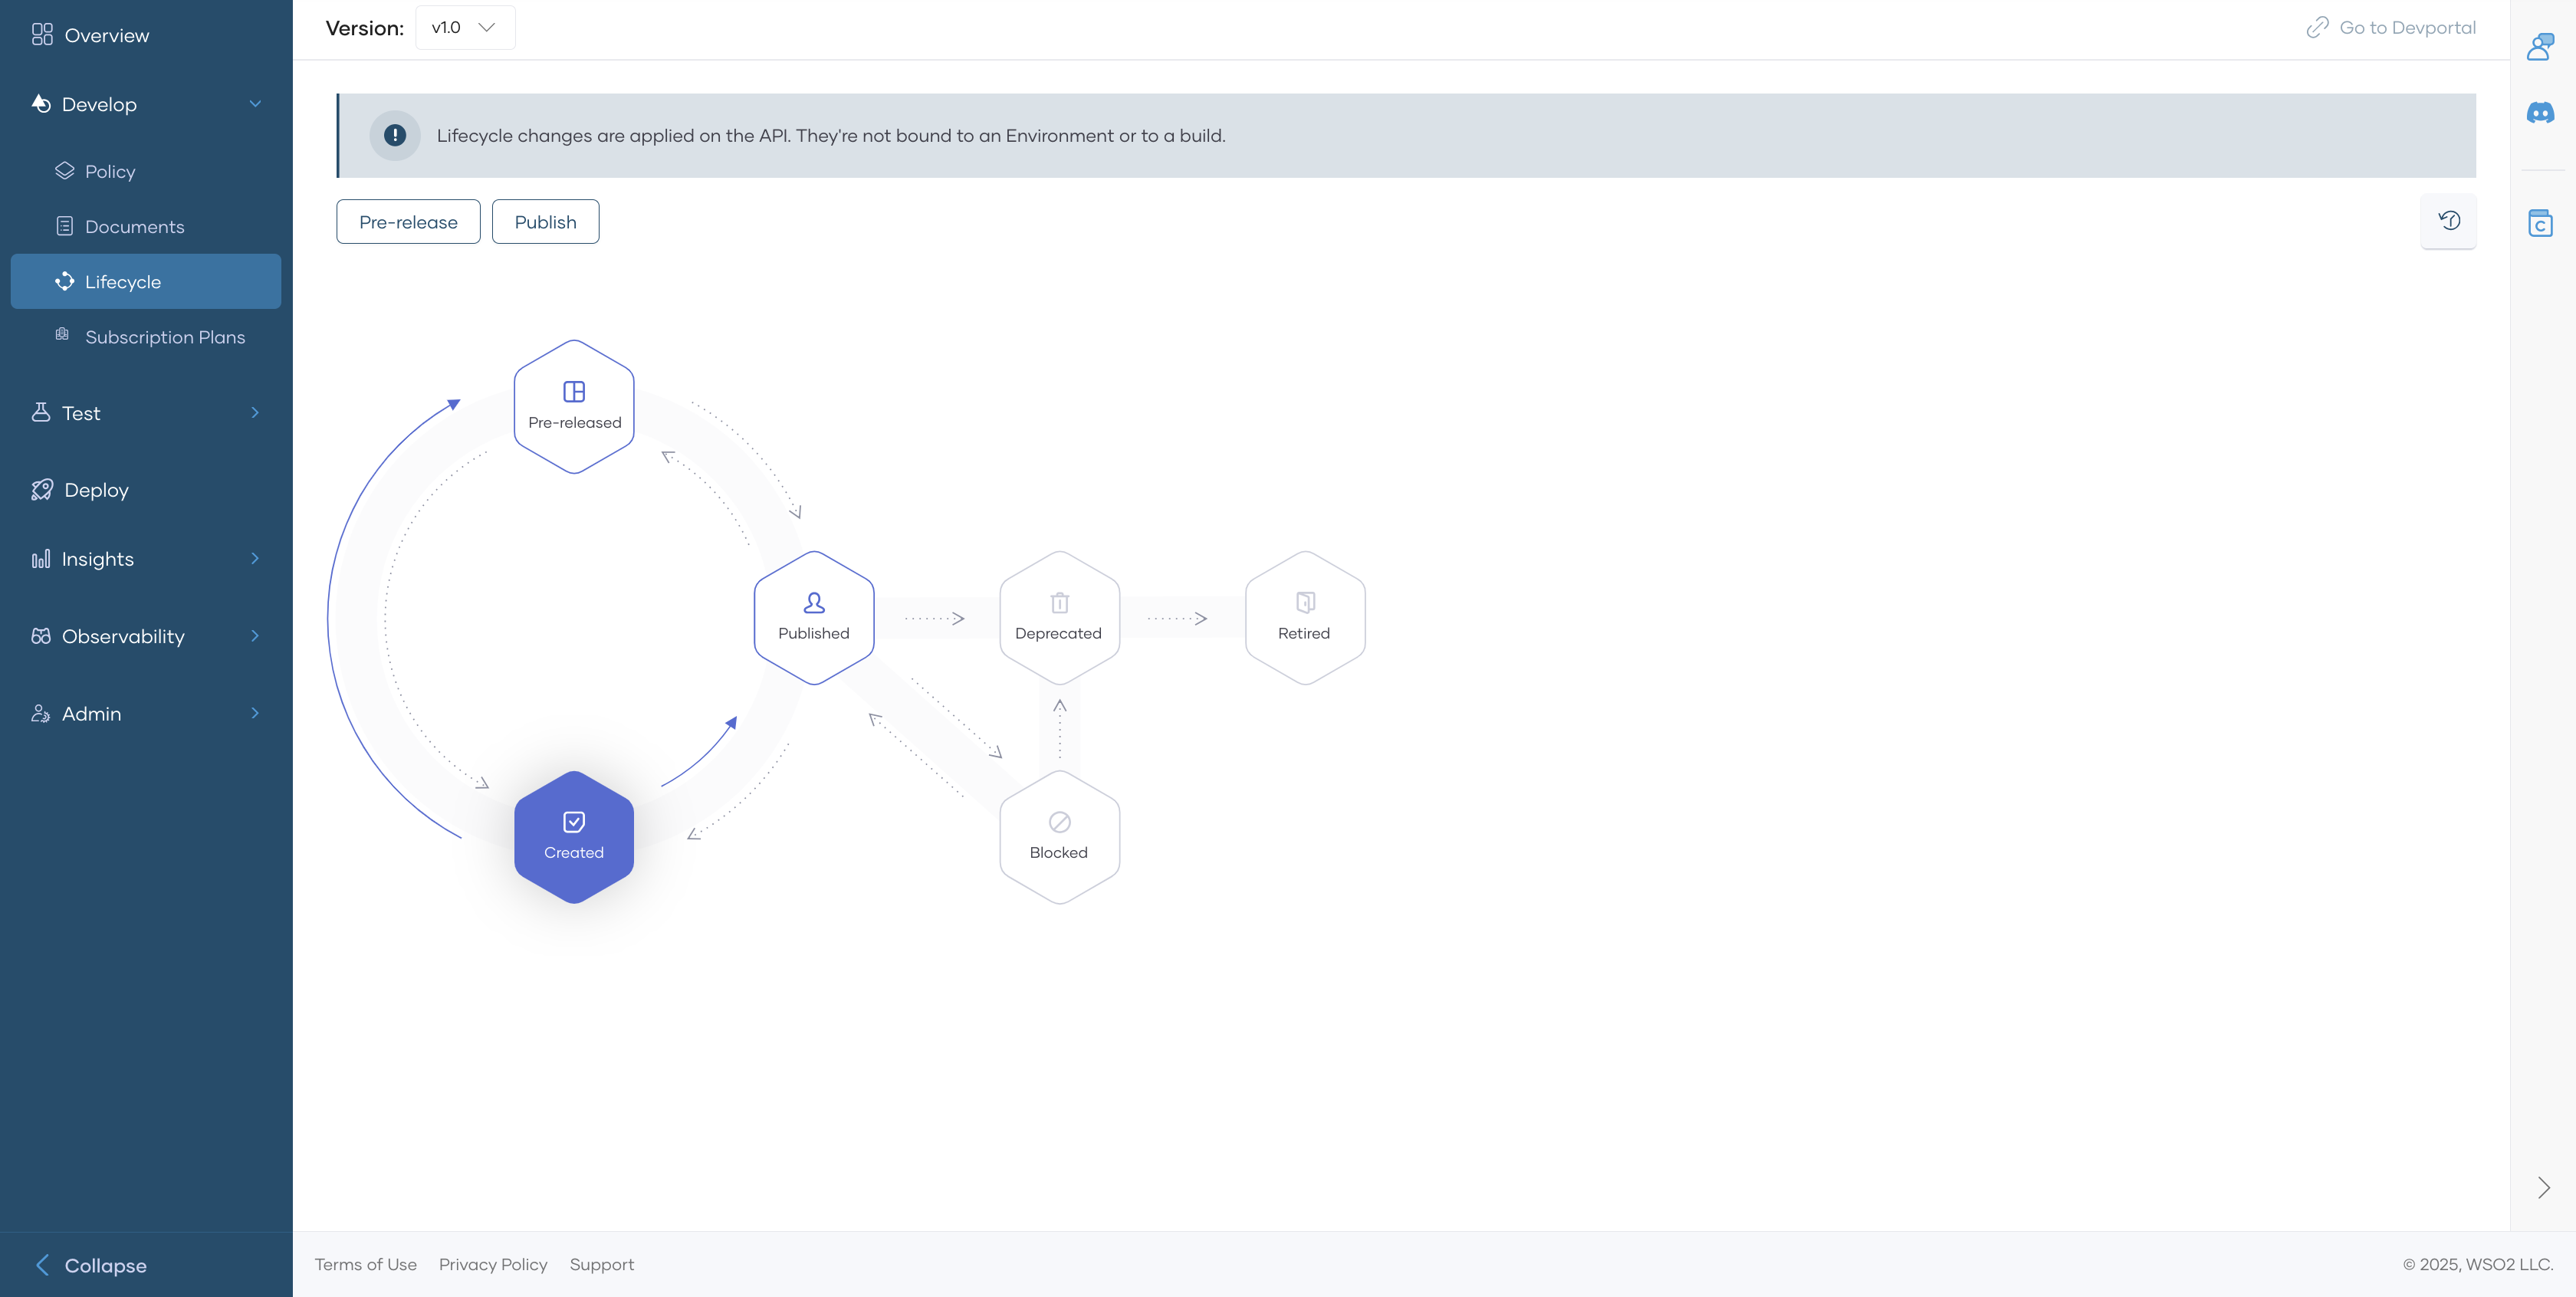 Overview
Develop
Policy
Documents
Lifecycle
Subscription Plans
Test
Deploy
Insights
Observability
Admin
Collapse
Version: v1.0
Go to Devportal
Lifecycle changes are applied on the API. They're not bound to an Environment or to a build.
Pre-release Publish
Pre-released
Published
Deprecated
Retired
Created
Blocked
C
Terms of Use Privacy Policy Support
© 2025, WSO2 LLC.